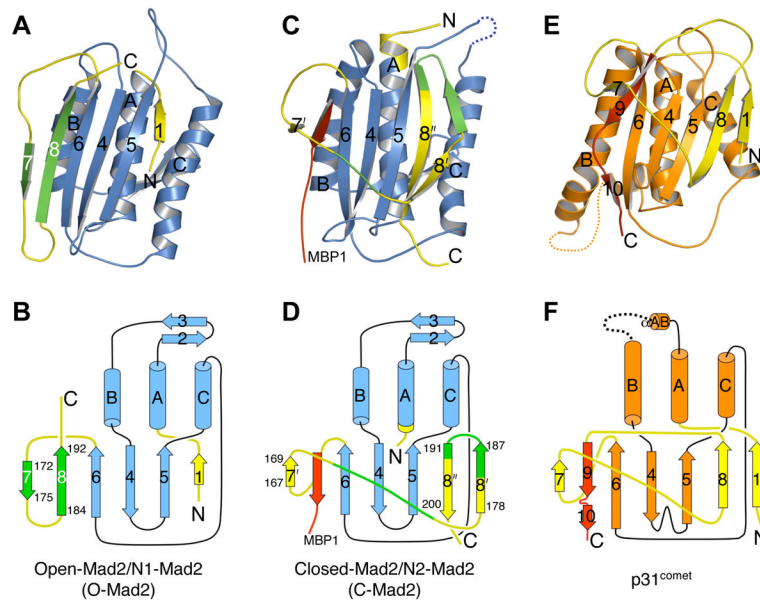 A
C
E
C
B
A
7
8
6
4
5
1
N
C
N
A
7'
6
4
5
8"
8'
B
C
C
MBP1
7
9
A
C
4
6
5
8
1
N
B
10
C
B
D
F
3
2
B
A
C
C
192
7
172
8
6
4
5
1
175
184
N
Open-Mad2/N1-Mad2
(O-Mad2)
3
2
B
A
C
N
191
187
169
167
7'
6
4
5
8"
8'
200
178
MBP1
C
Closed-Mad2/N2-Mad2
(C-Mad2)
αAB
B
A
C
7
9
6
4
5
8
1
10
C
N
p31comet